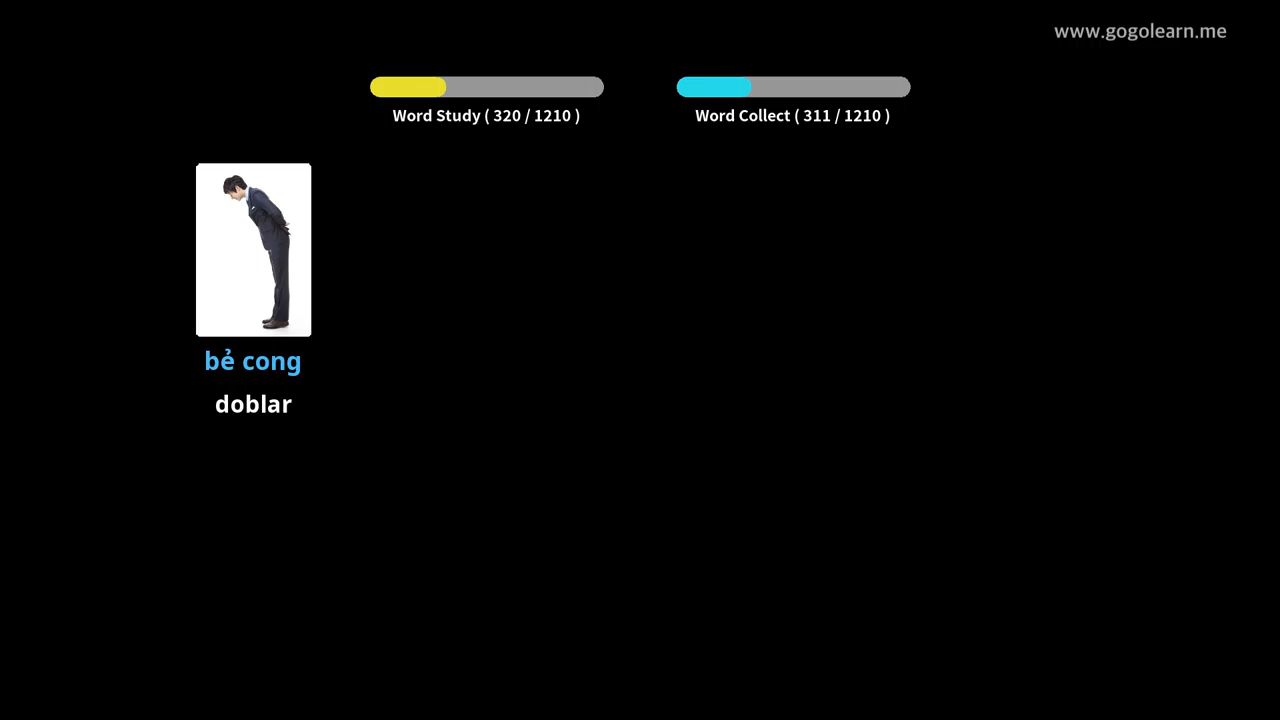 www.gogolearn.me
Word Study ( 320 / 1210 )
Word Collect ( 311 / 1210 )
bẻ cong
doblar